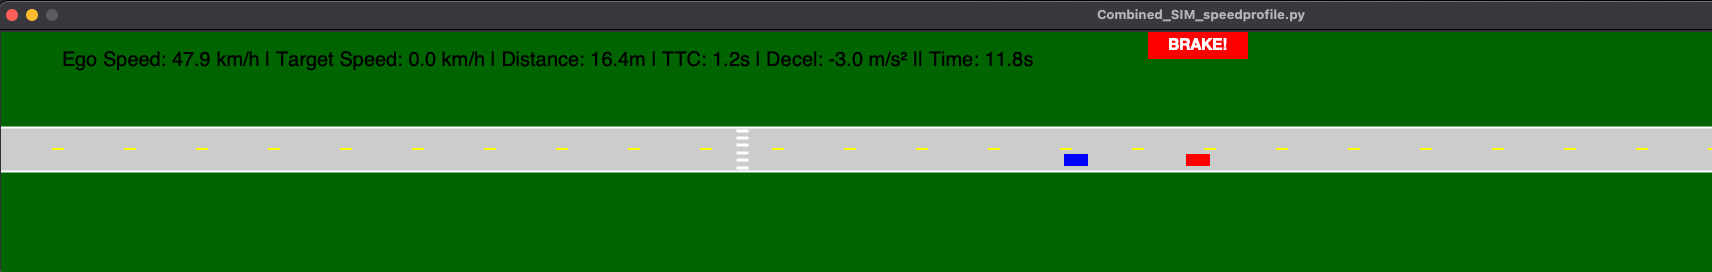 Combined_SIM_speedprofile.py
BRAKE!
Ego Speed: 47.9 km/h | Target Speed: 0.0 km/h | Distance: 16.4m | TTC: 1.2s | Decel: -3.0 m/s² || Time: 11.8s